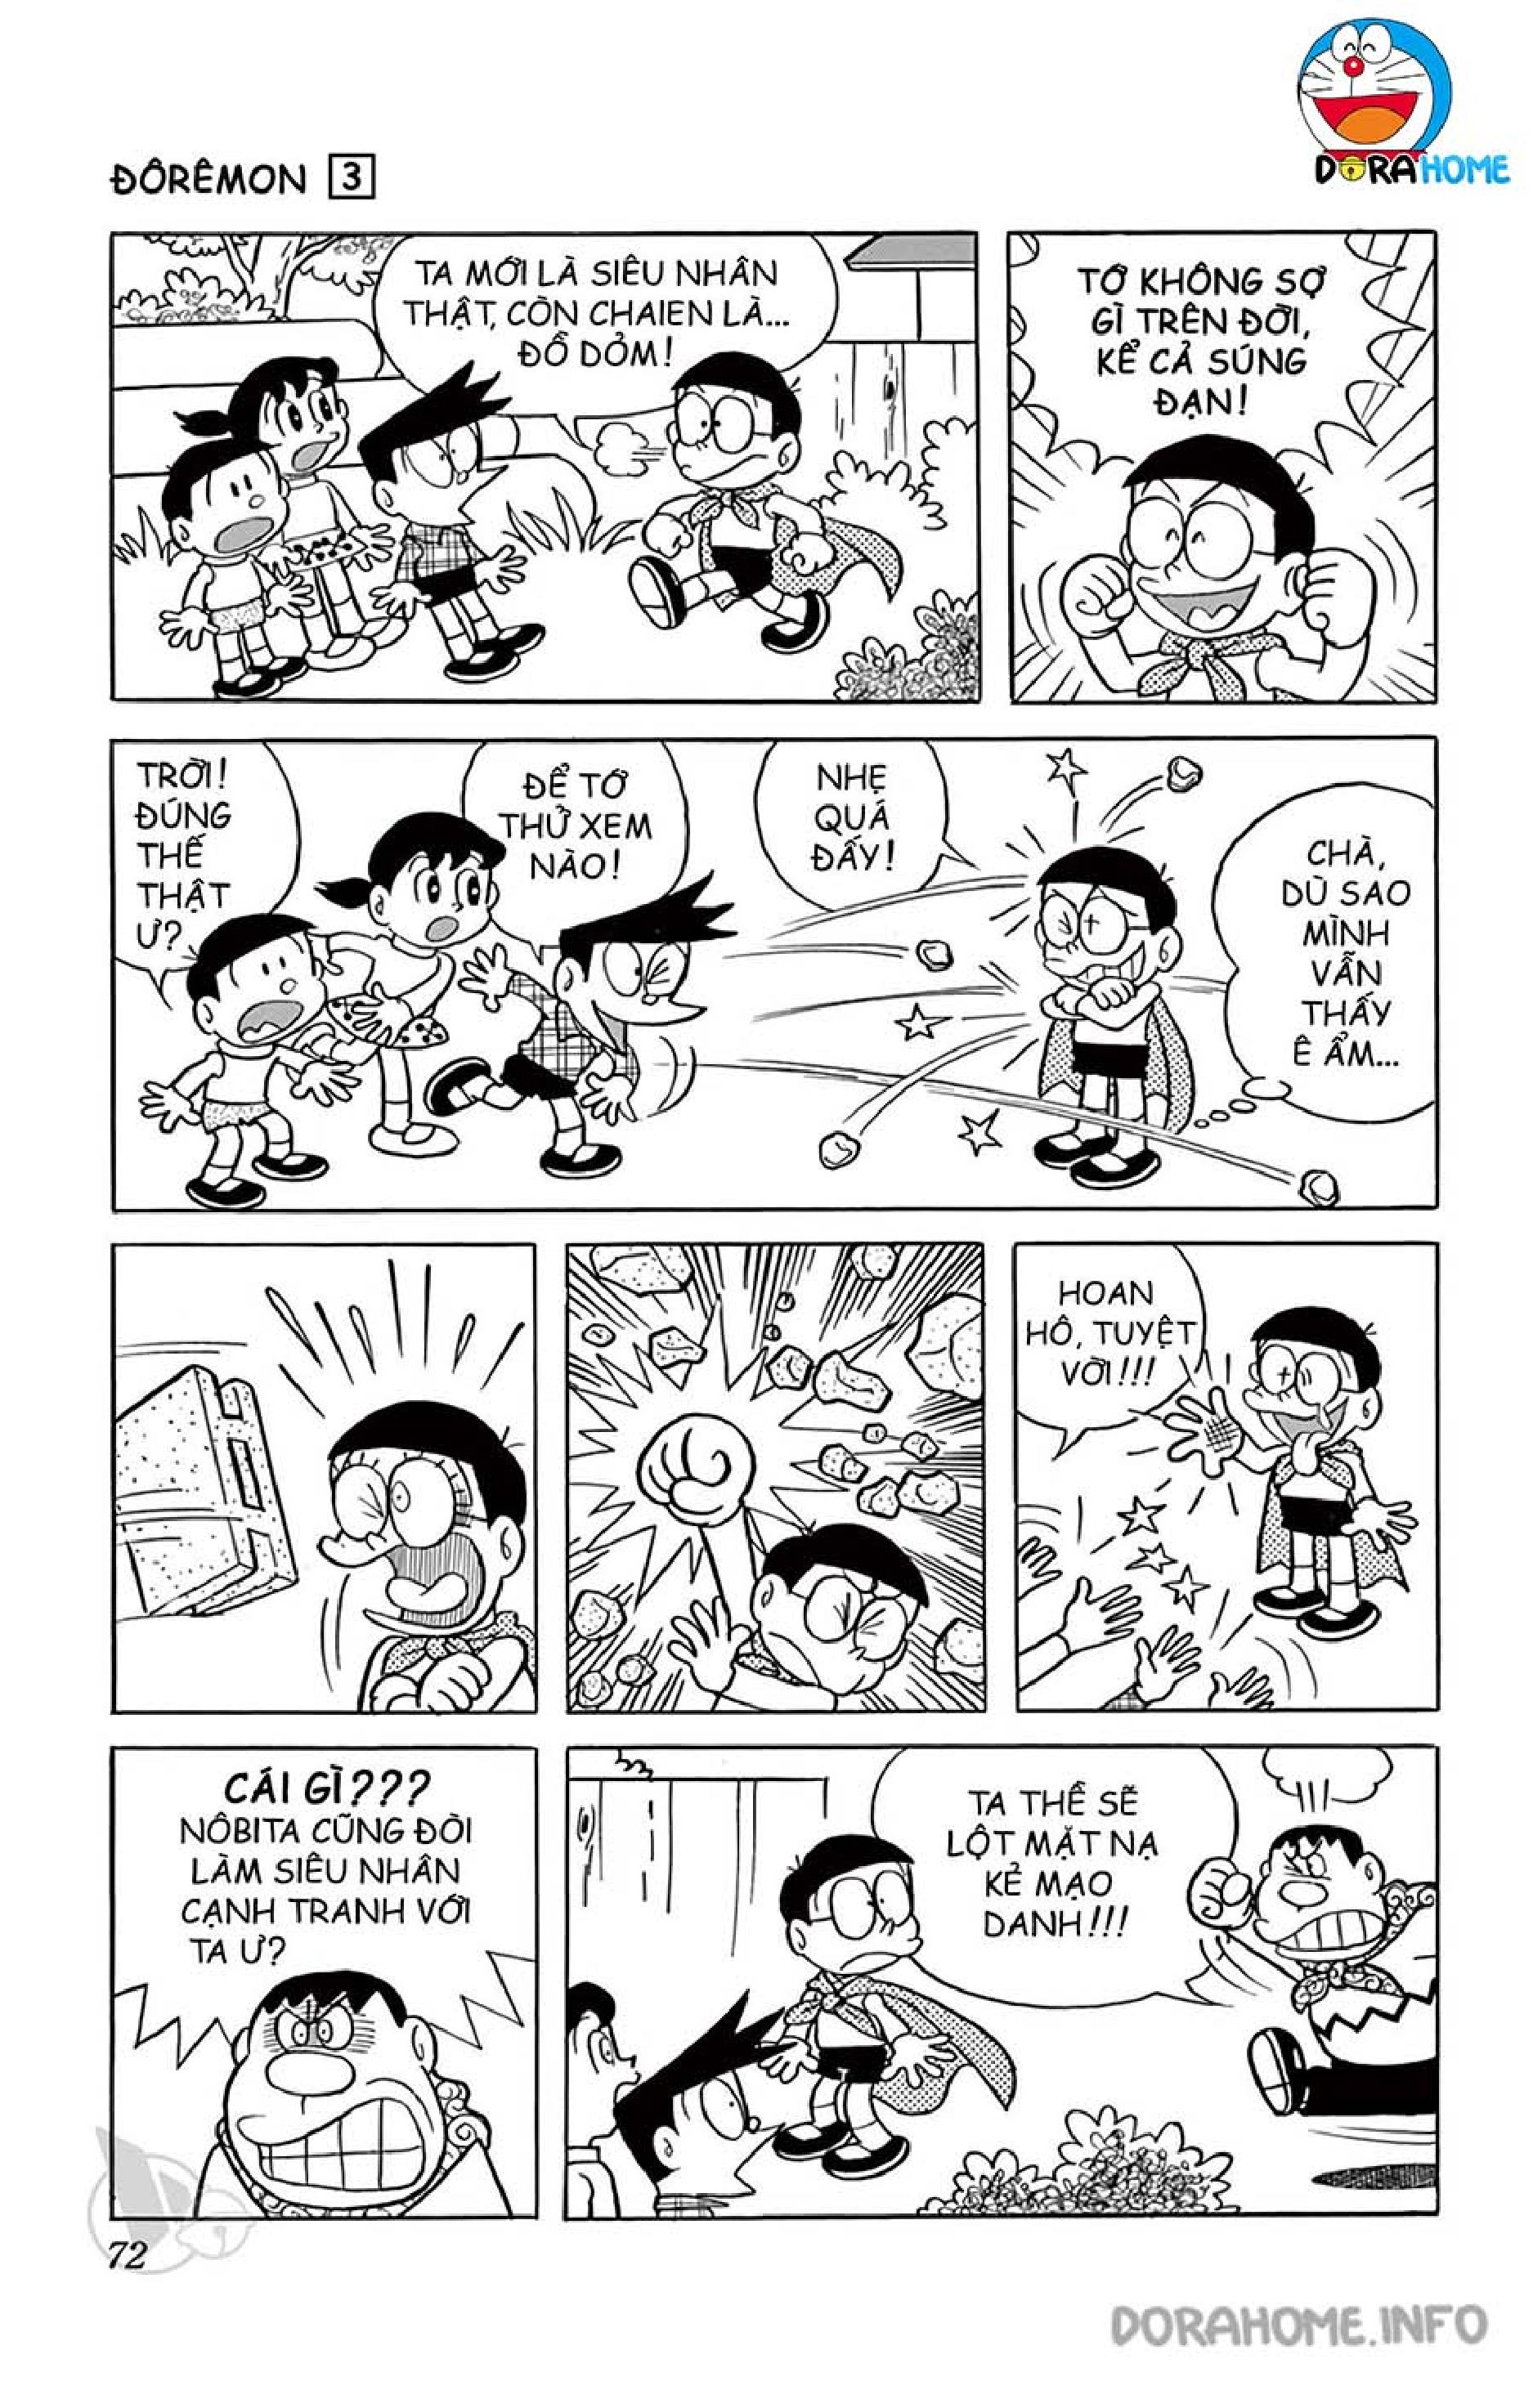 DORAHOME
ĐÔRÊMON 3
TA MỚI LÀ SIÊU NHÂN
THẬT, CÒN CHAIEN LÀ...
ĐỒ DỎM!
TỚ KHÔNG SỢ
GÌ TRÊN ĐỜI,
KỂ CẢ SÚNG
ĐẠN!
TRỜI!
ĐÚNG
THẾ
THẬT
Ư?
ĐỂ TỚ
THỬ XEM
NÀO!
NHẸ
QUÁ
ĐẤY!
CHÀ,
DÙ SAO
MÌNH
VẪN
THẤY
Ê ẨM...
HOAN
HÔ, TUYỆT
VỜI!!!
CÁI GÌ???
NÔBITA CŨNG ĐÒI
LÀM SIÊU NHÂN
CẠNH TRANH VỚI
TA Ư?
TA THỀ SẼ
LỘT MẶT NẠ
KẺ MẠO
DANH!!!
72
DORAHOME.INFO